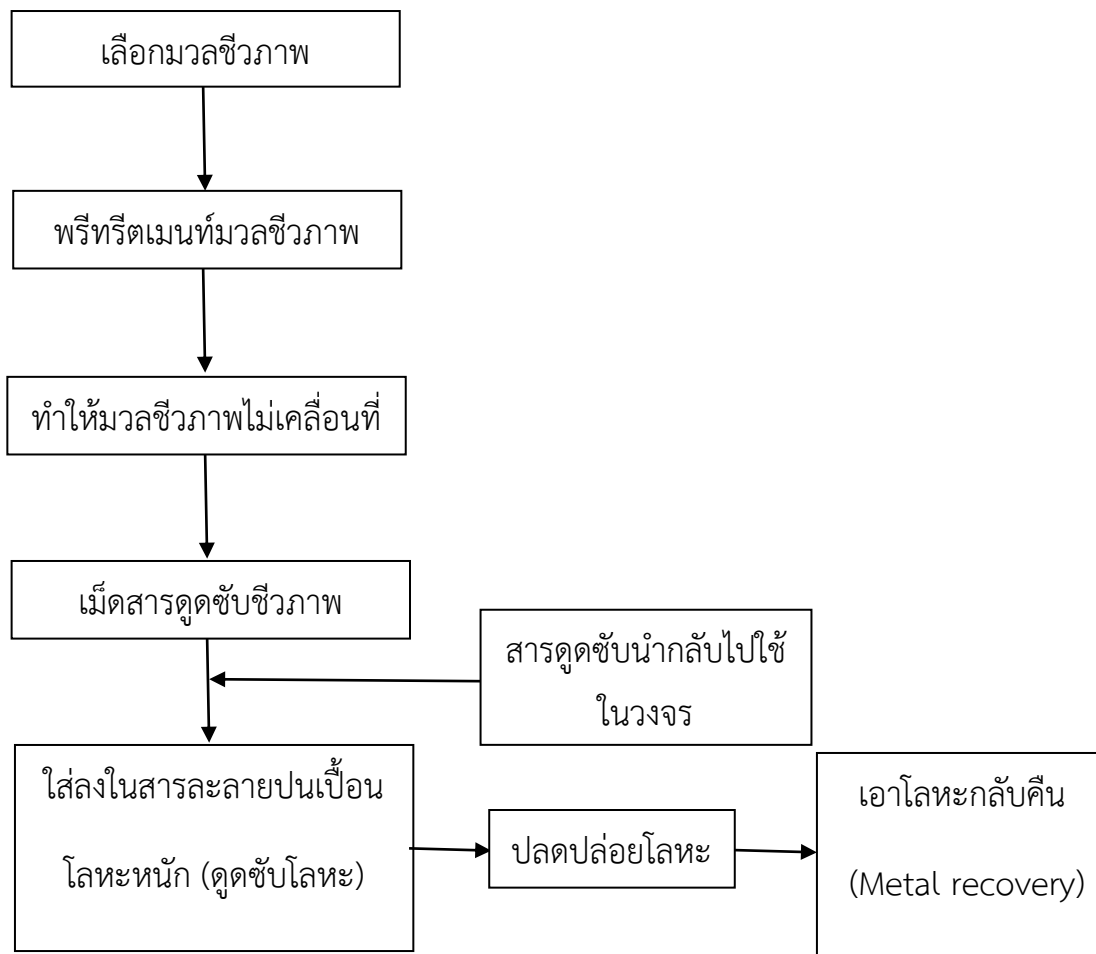 เลือกมวลชีวภาพ
พรีทรีตเมนท์มวลชีวภาพ
ทำให้มวลชีวภาพไม่เคลื่อนที่
เม็ดสารดูดซับชีวภาพ
สารดูดซับนำกลับไปใช้
ในวงจร
ใส่ลงในสารละลายปนเปื้อน
โลหะหนัก (ดูดซับโลหะ)
ปลดปล่อยโลหะ
เอาโลหะกลับคืน
(Metal recovery)